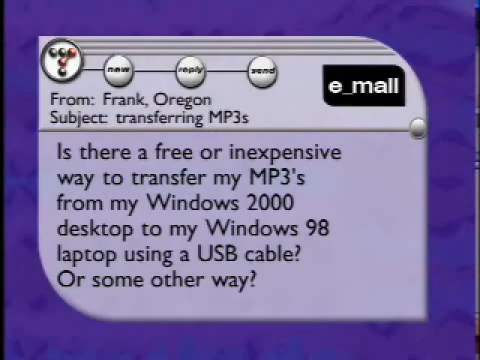 new reply send
e_mail
From: Frank, Oregon
Subject: transferring MP3s
Is there a free or inexpensive
way to transfer my MP3's
from my Windows 2000
desktop to my Windows 98
laptop using a USB cable?
Or some other way?